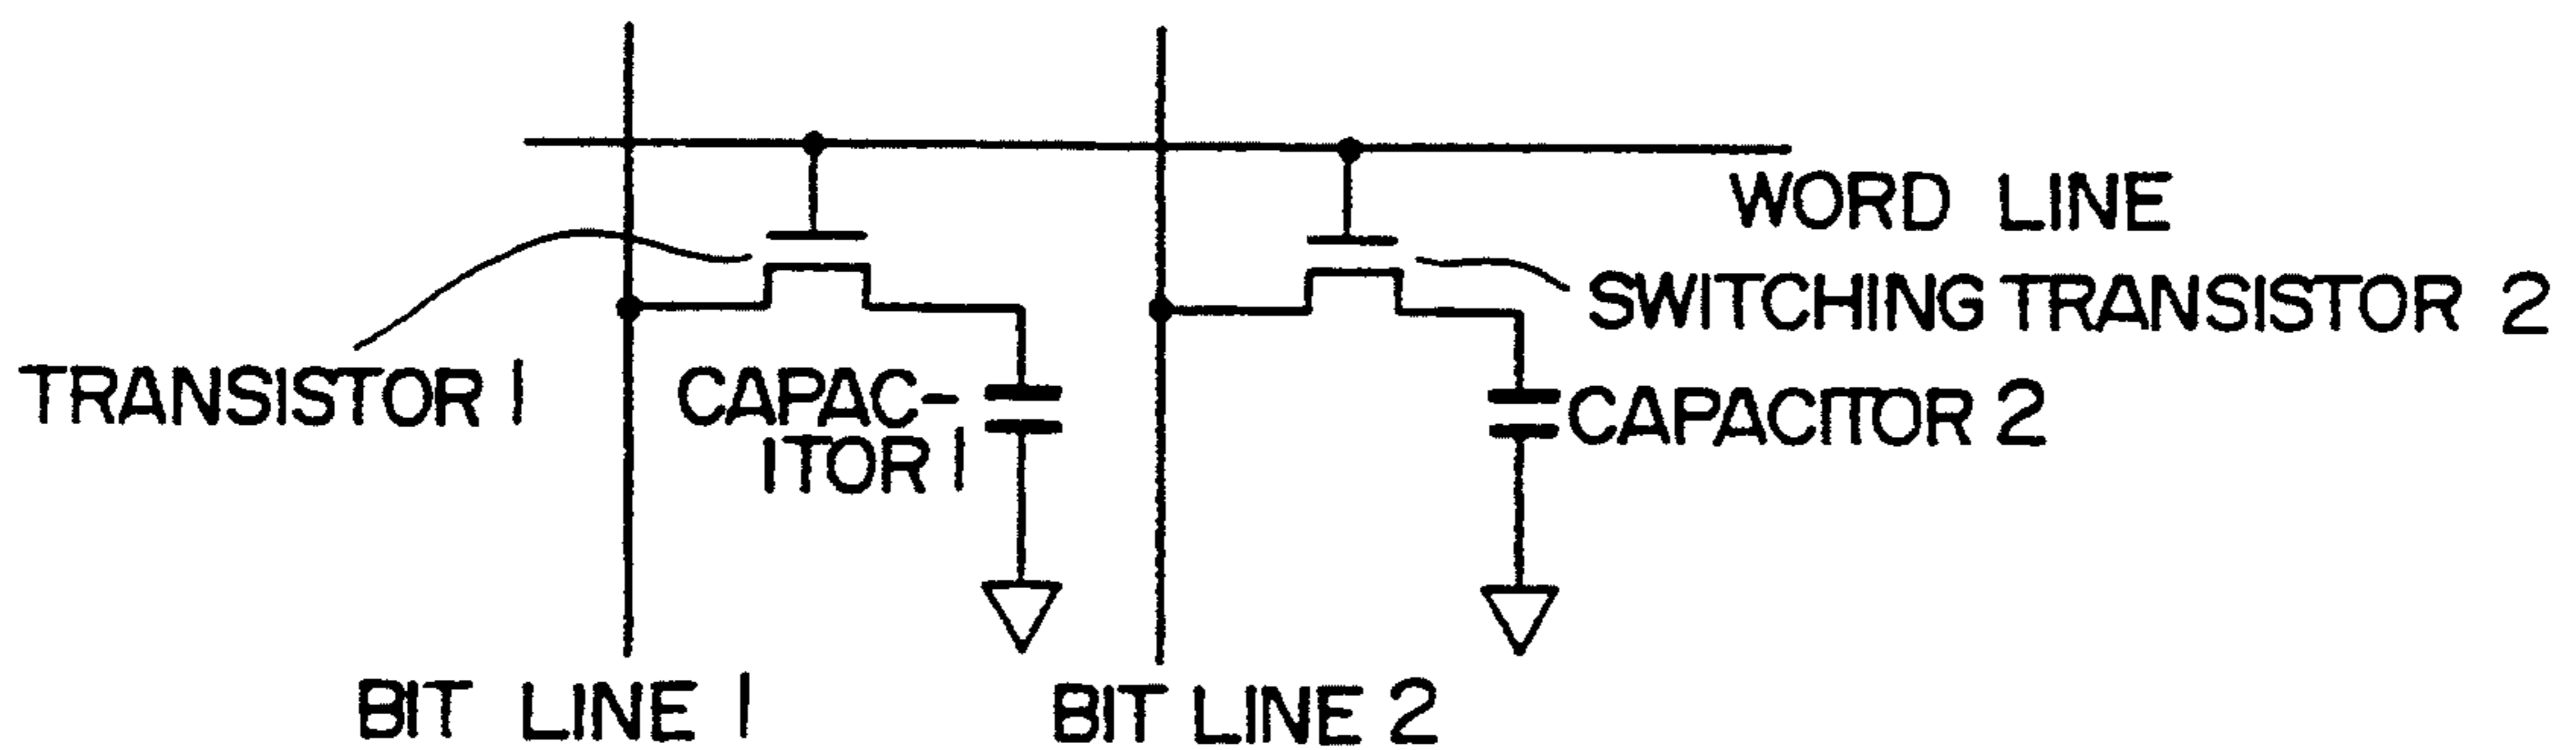 WORD LINE
SWITCHING TRANSISTOR 2
TRANSISTOR 1
CAPAC-
ITOR 1
CAPACITOR 2
BIT LINE 1
BIT LINE 2